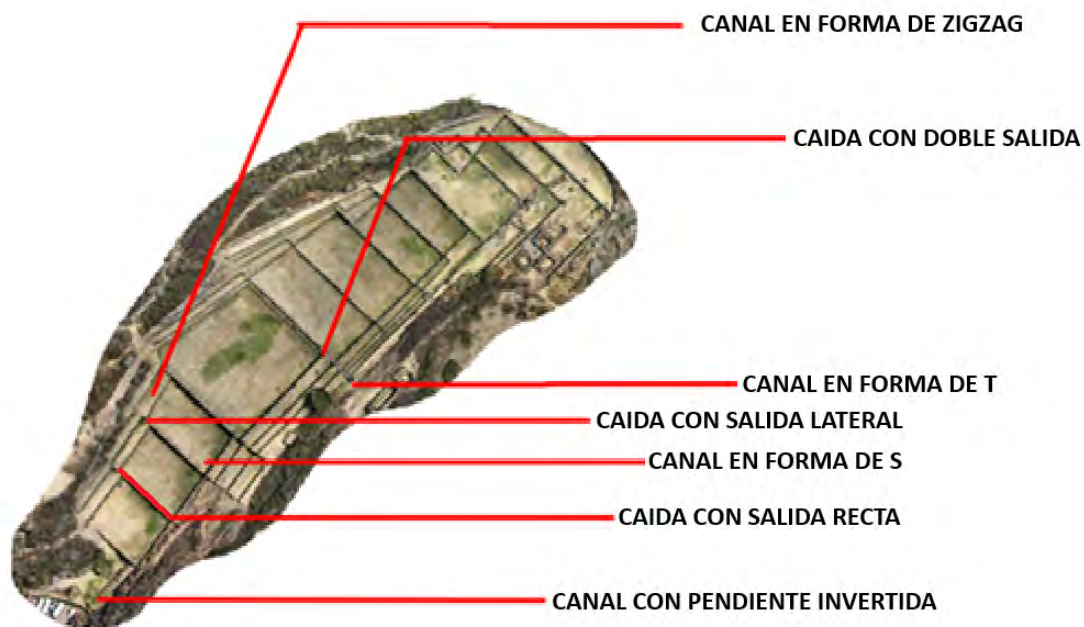 CANAL EN FORMA DE ZIGZAG
CAIDA CON DOBLE SALIDA
CANAL EN FORMA DE T
CAIDA CON SALIDA LATERAL
CANAL EN FORMA DE S
CAIDA CON SALIDA RECTA
CANAL CON PENDIENTE INVERTIDA